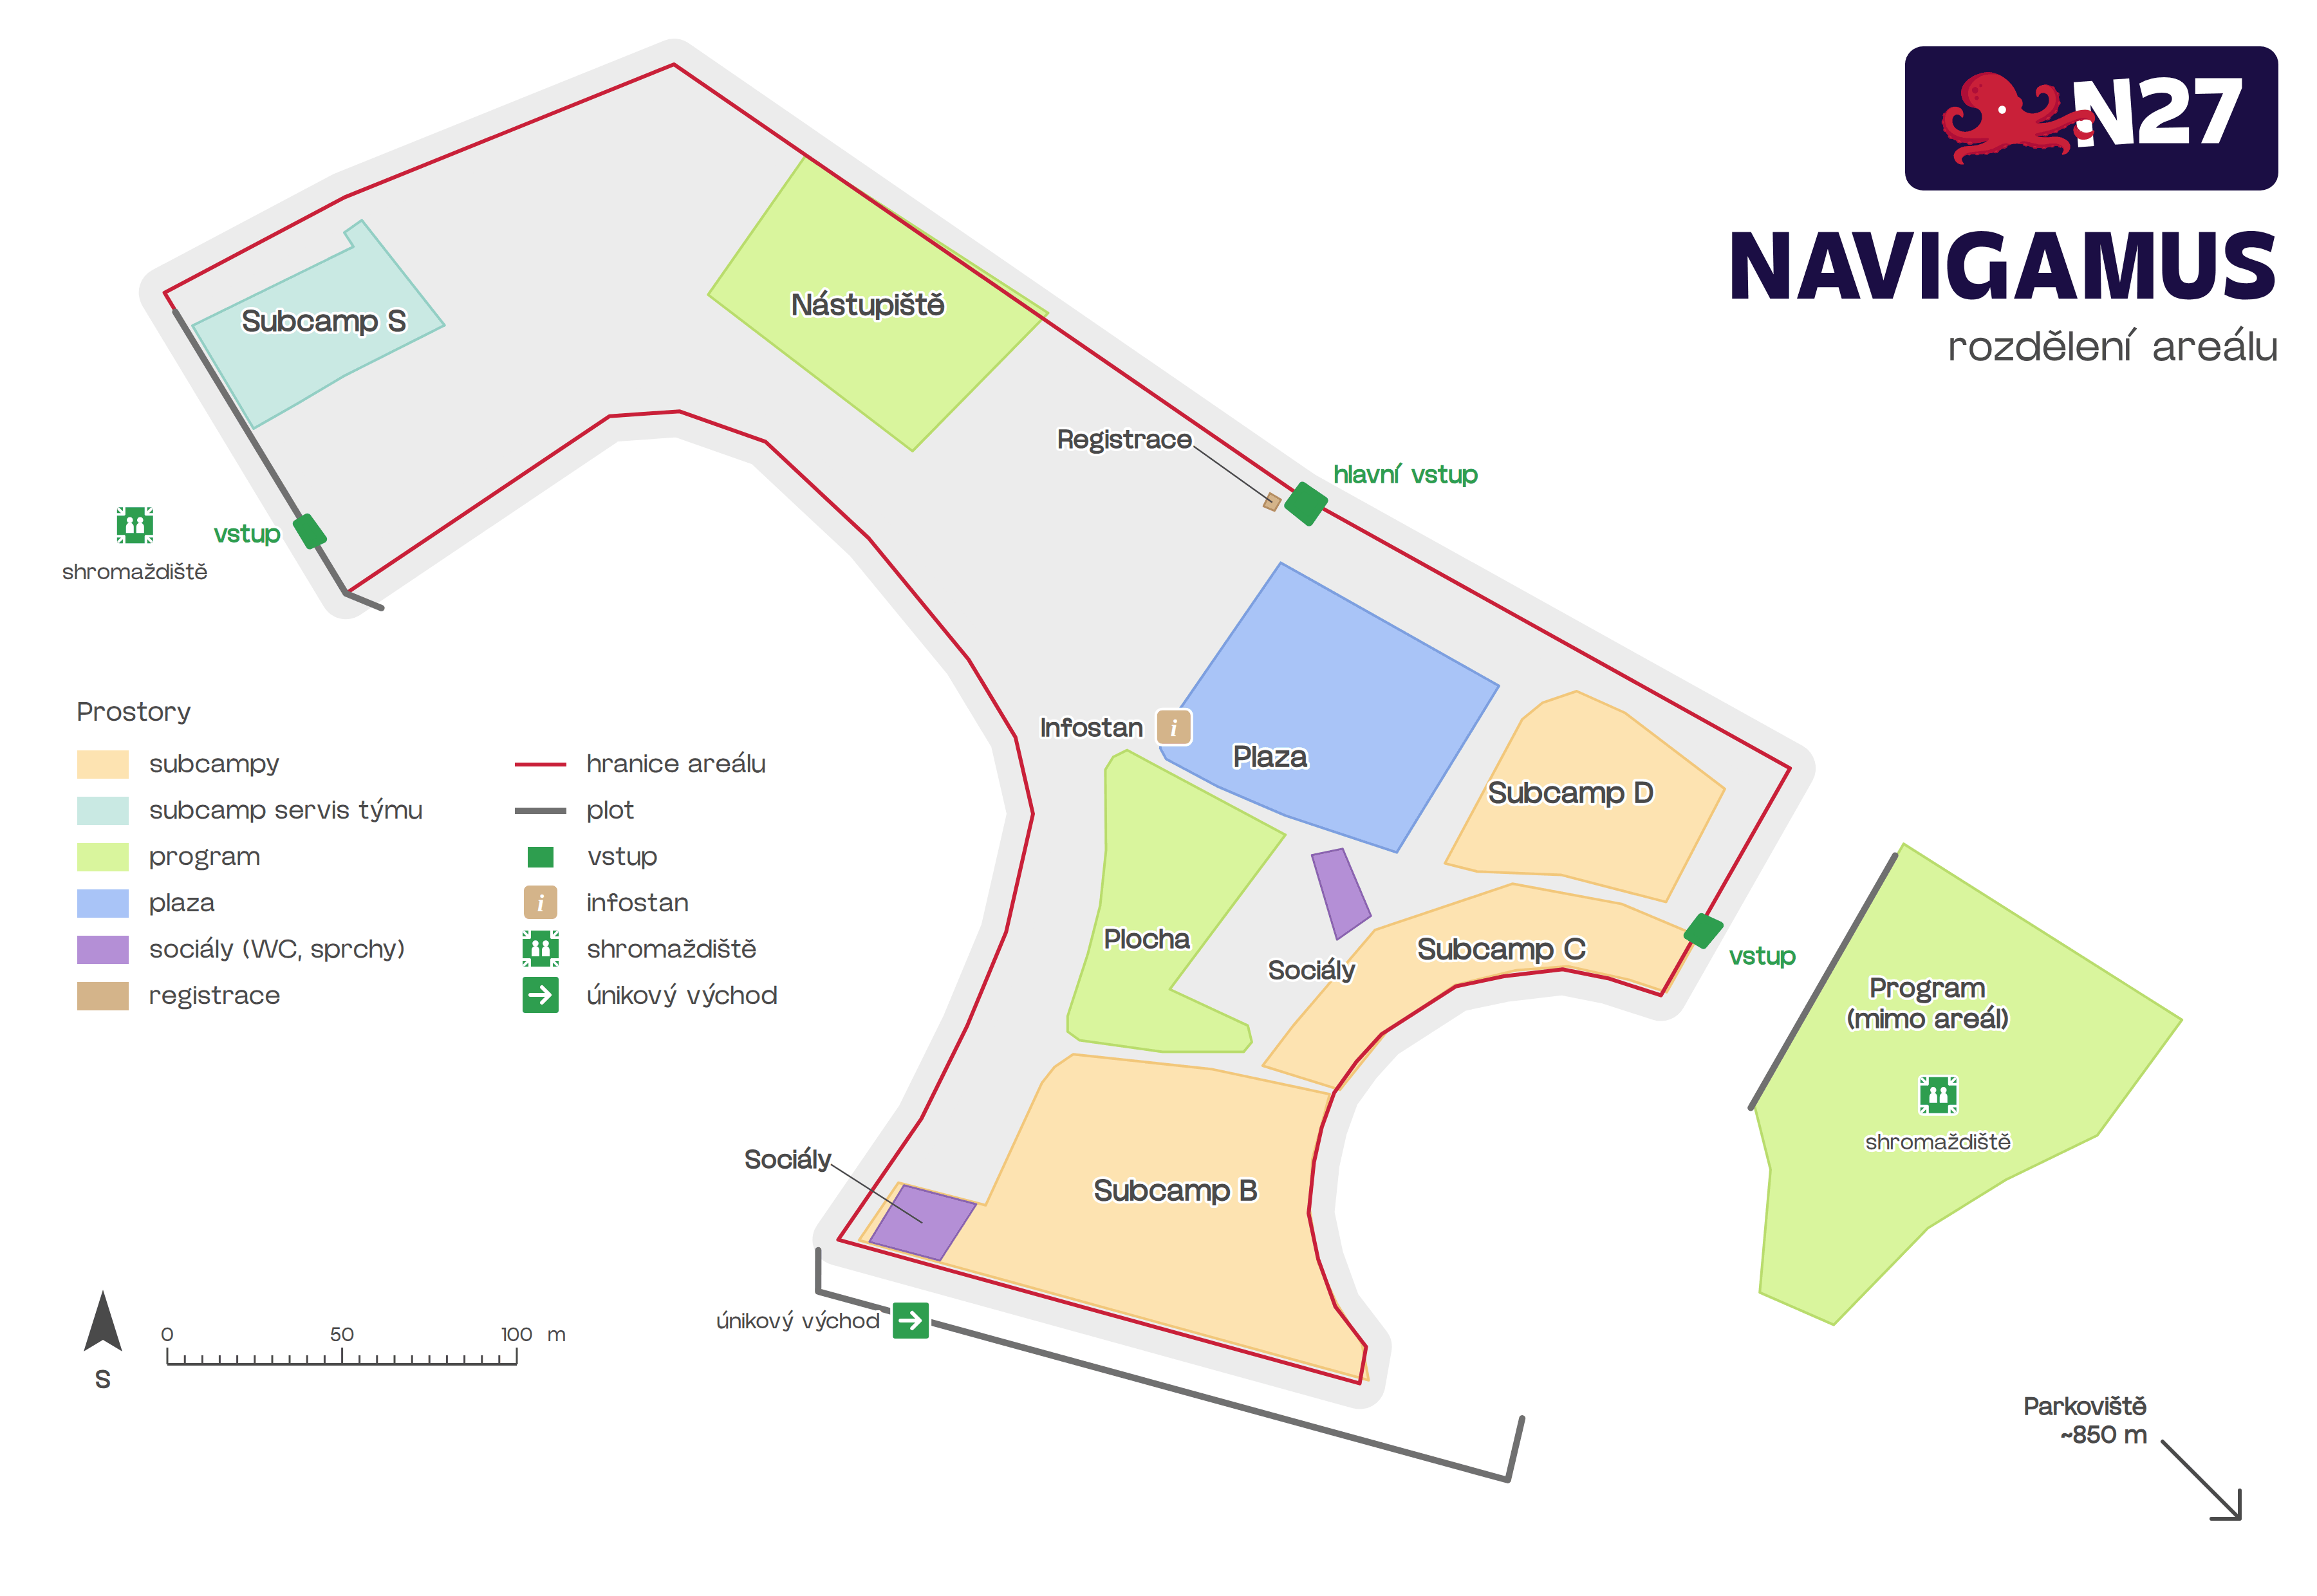 N27
NAVIGAMUS
rozdělení areálu
Subcamp S
Nástupiště
Registrace
hlavní vstup
vstup
shromaždiště
Infostan
i
Plaza
Subcamp D
Plocha
Sociály
Subcamp C
vstup
Program
(mimo areál)
shromaždiště
Sociály
Subcamp B
únikový východ
Parkoviště
~850 m
Prostory
subcampy
subcamp servis týmu
program
plaza
sociály (WC, sprchy)
registrace
hranice areálu
plot
vstup
i
infostan
shromaždiště
únikový východ
S
0 50 100 m